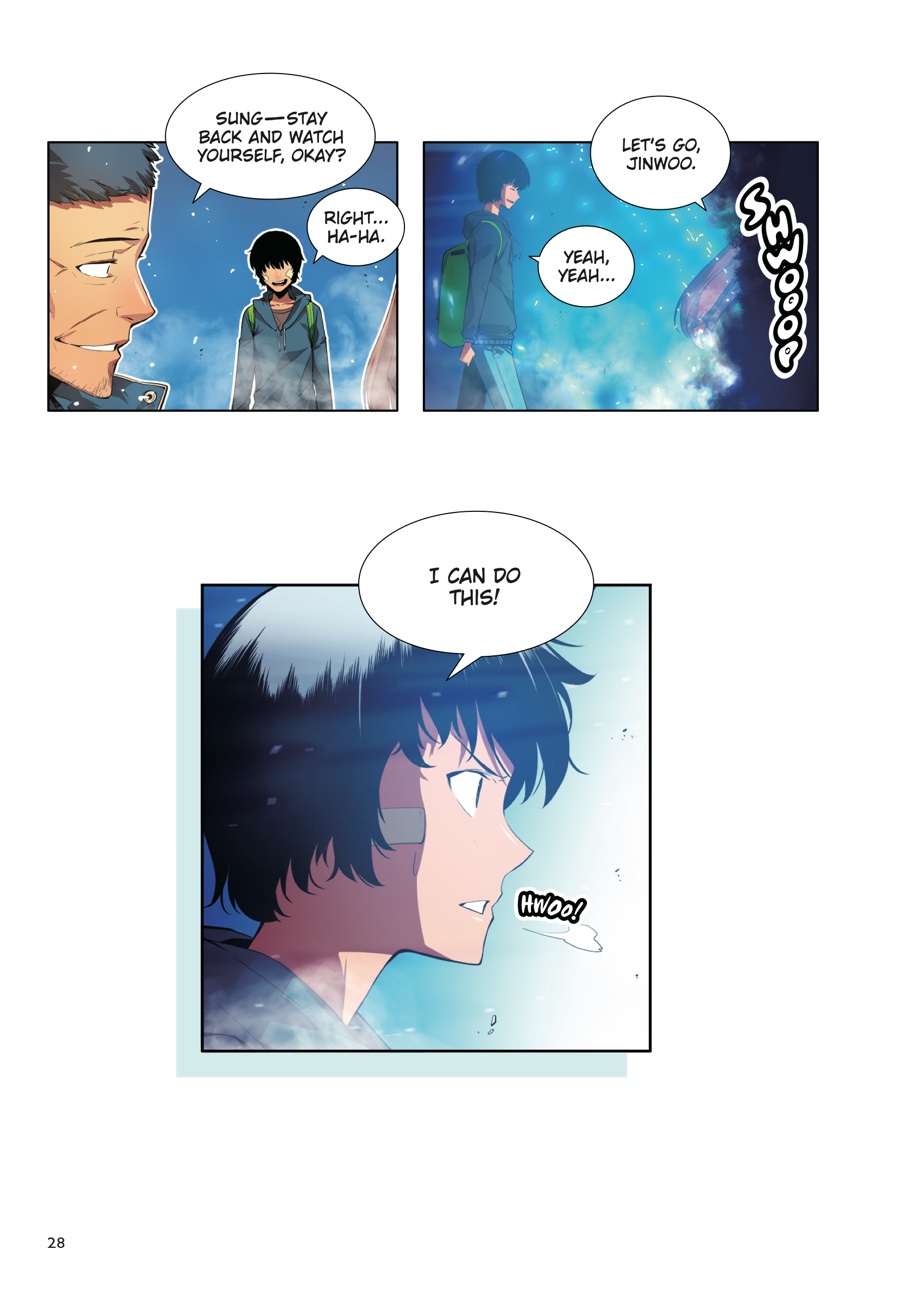 SUNG—STAY
BACK AND WATCH
YOURSELF, OKAY?
RIGHT...
HA-HA.
LET'S GO,
JINWOO.
YEAH,
YEAH...
SHWOOOP
I CAN DO
THIS!
HWOO!
28